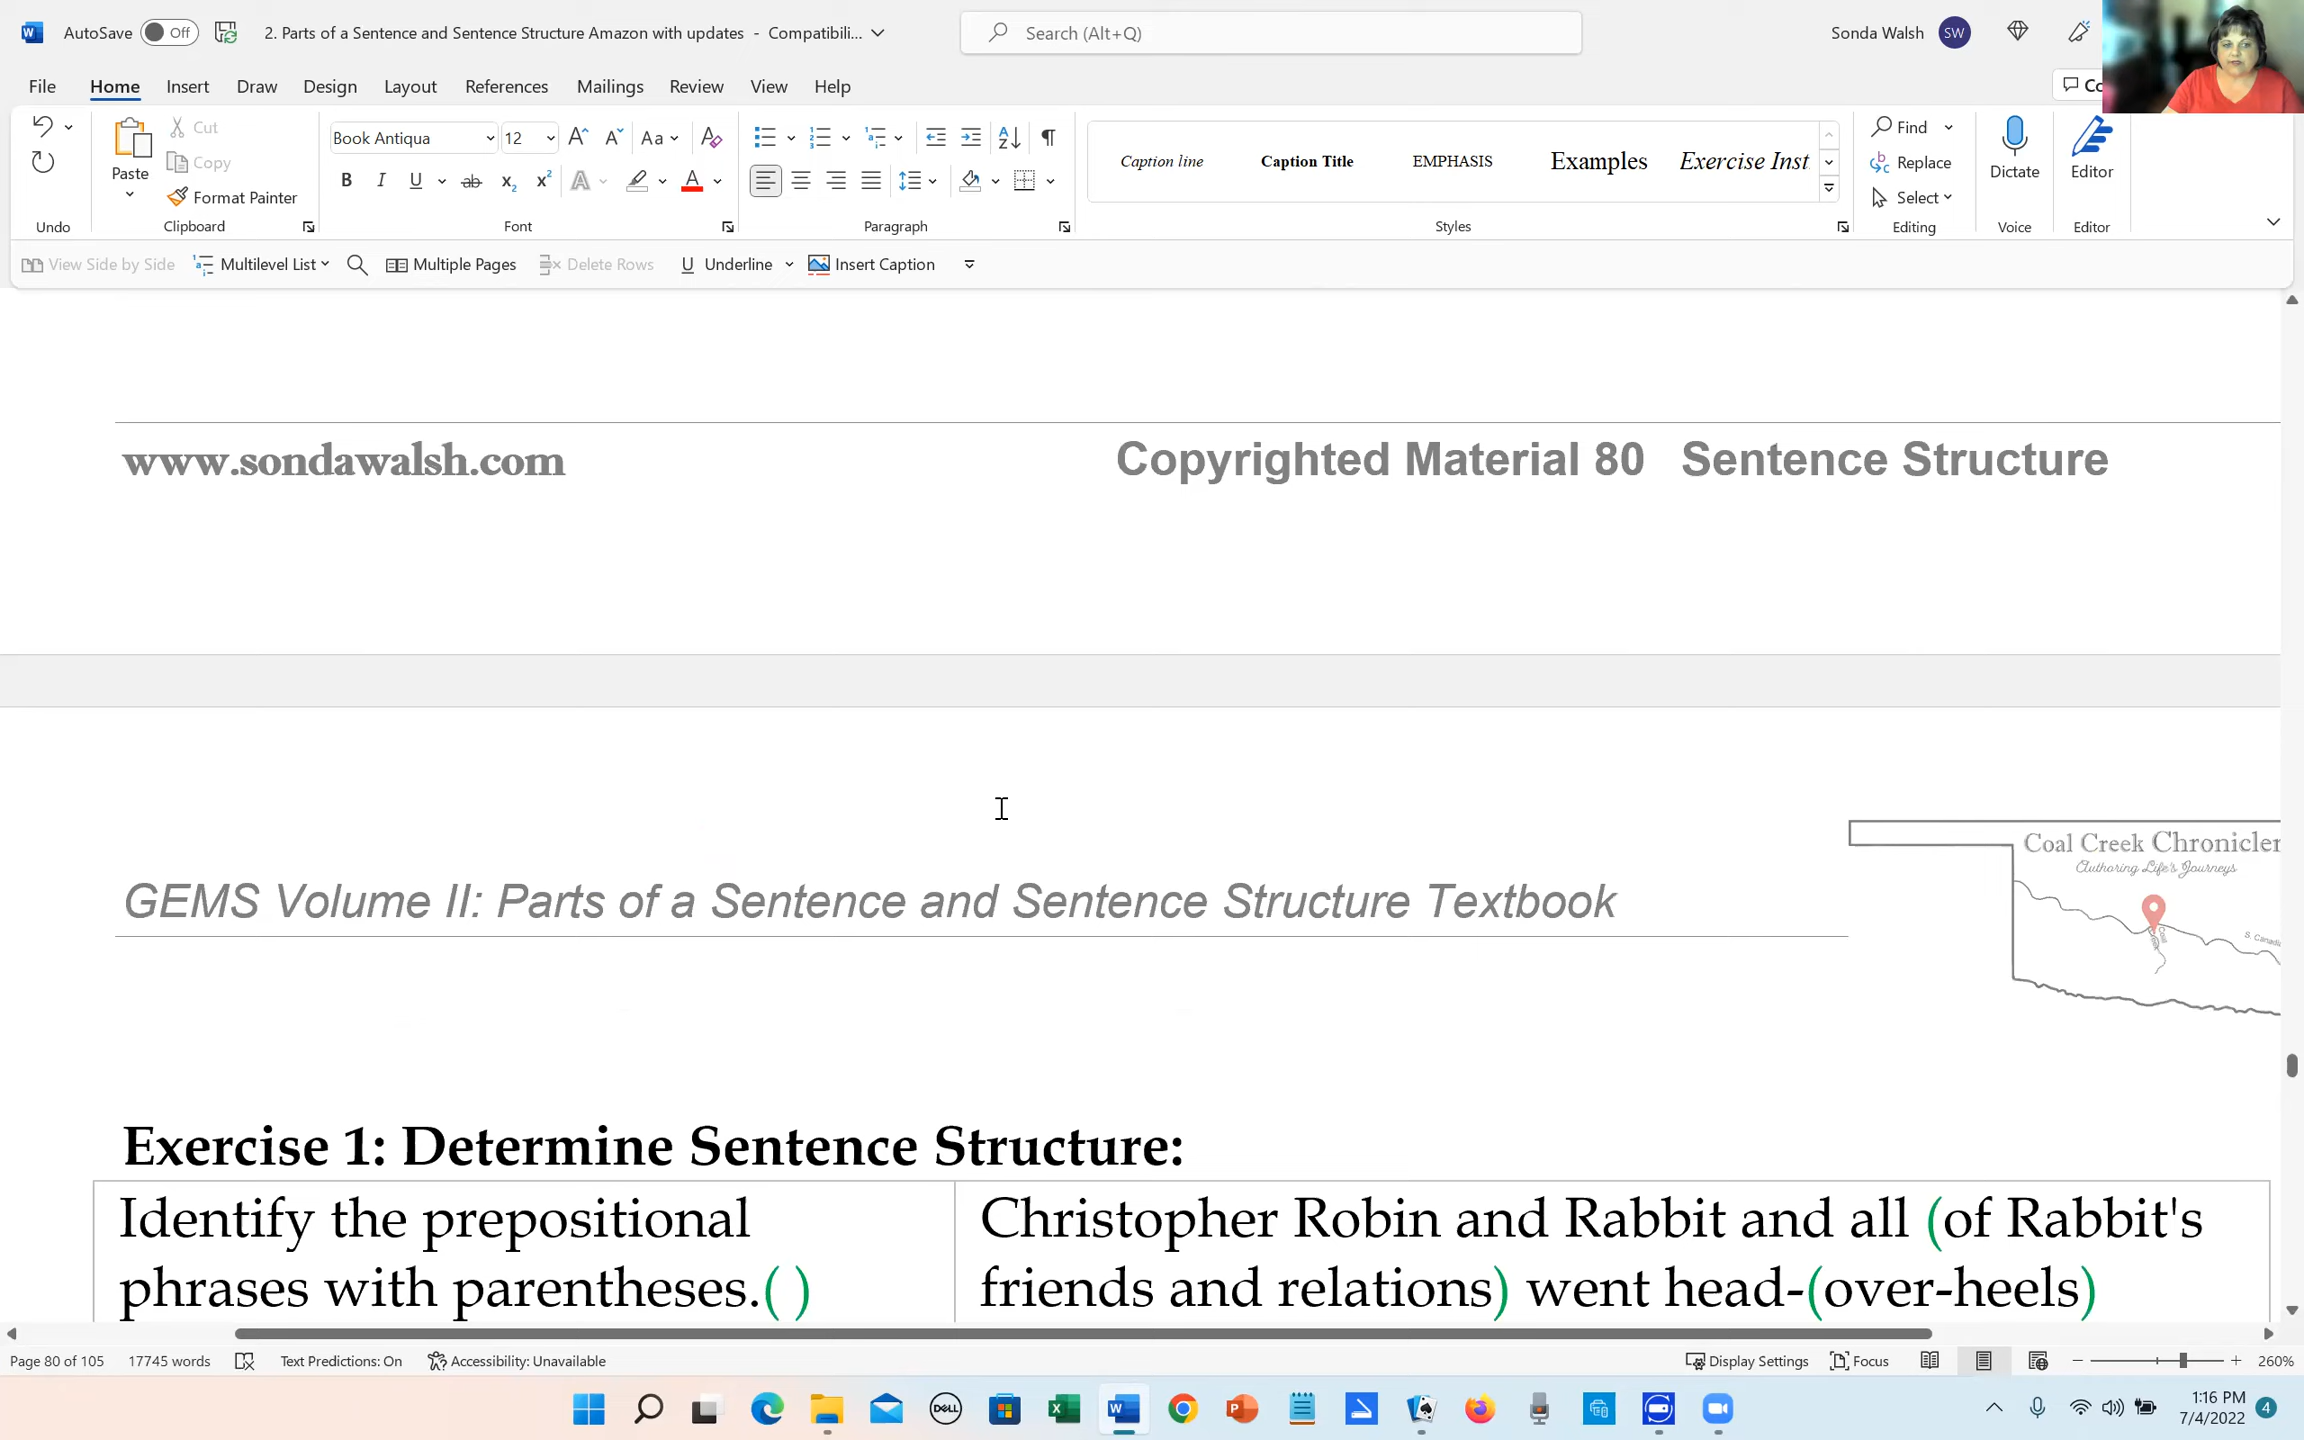 AutoSave Off 2. Parts of a Sentence and Sentence Structure Amazon with updates - Compatibili... Search (Alt+Q) Sonda Walsh SW
File Home Insert Draw Design Layout References Mailings Review View Help
Paste Cut Copy Format Painter
Book Antiqua 12 Aa
Caption line Caption Title EMPHASIS Examples Exercise Inst
Find Replace Select Dictate Editor
Undo Clipboard Font Paragraph Styles Editing Voice Editor
View Side by Side Multilevel List Multiple Pages Delete Rows Underline Insert Caption
www.sondawalsh.com Copyrighted Material 80 Sentence Structure
Coal Creek Chronicler
Authoring Life's Journeys
GEMS Volume II: Parts of a Sentence and Sentence Structure Textbook
Coal Creek
S. Canadi
Exercise 1: Determine Sentence Structure:
Identify the prepositional
phrases with parentheses.( )
Christopher Robin and Rabbit and all (of Rabbit's
friends and relations) went head-(over-heels)
Page 80 of 105 17745 words Text Predictions: On Accessibility: Unavailable Display Settings Focus 260%
DELL
1:16 PM
7/4/2022 4